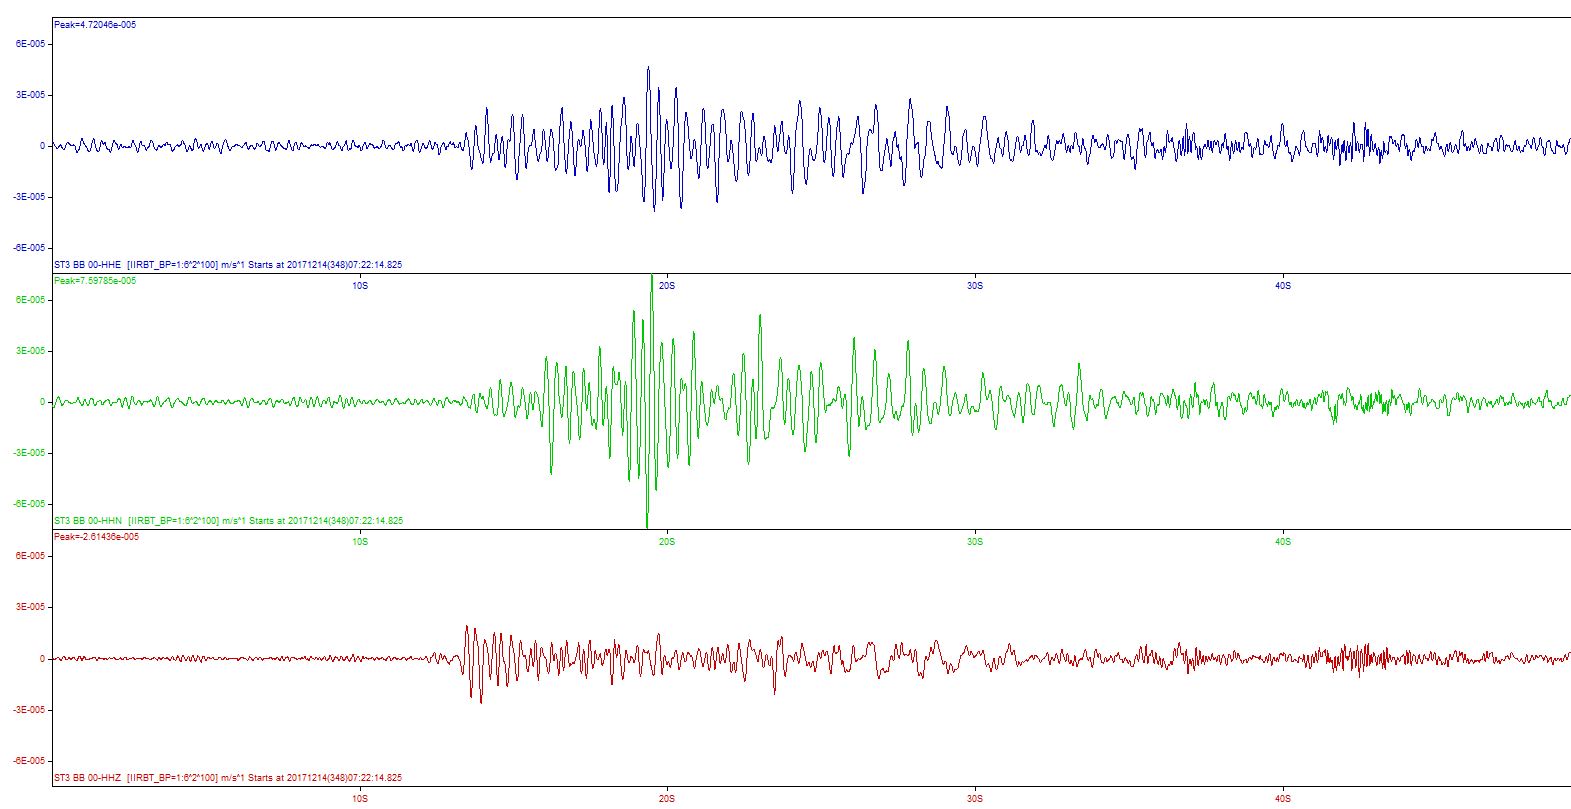 Peak=4.72046e-005
6E-005
3E-005
0
-3E-005
-6E-005
ST3 BB 00-HHE [IIRBT_BP=1:6^2^100] m/s^1 Starts at 20171214(348)07:22:14.825
10S 20S 30S 40S
Peak=7.59785e-005
6E-005
3E-005
0
-3E-005
-6E-005
ST3 BB 00-HHN [IIRBT_BP=1:6^2^100] m/s^1 Starts at 20171214(348)07:22:14.825
10S 20S 30S 40S
Peak=-2.61436e-005
6E-005
3E-005
0
-3E-005
-6E-005
ST3 BB 00-HHZ [IIRBT_BP=1:6^2^100] m/s^1 Starts at 20171214(348)07:22:14.825
10S 20S 30S 40S